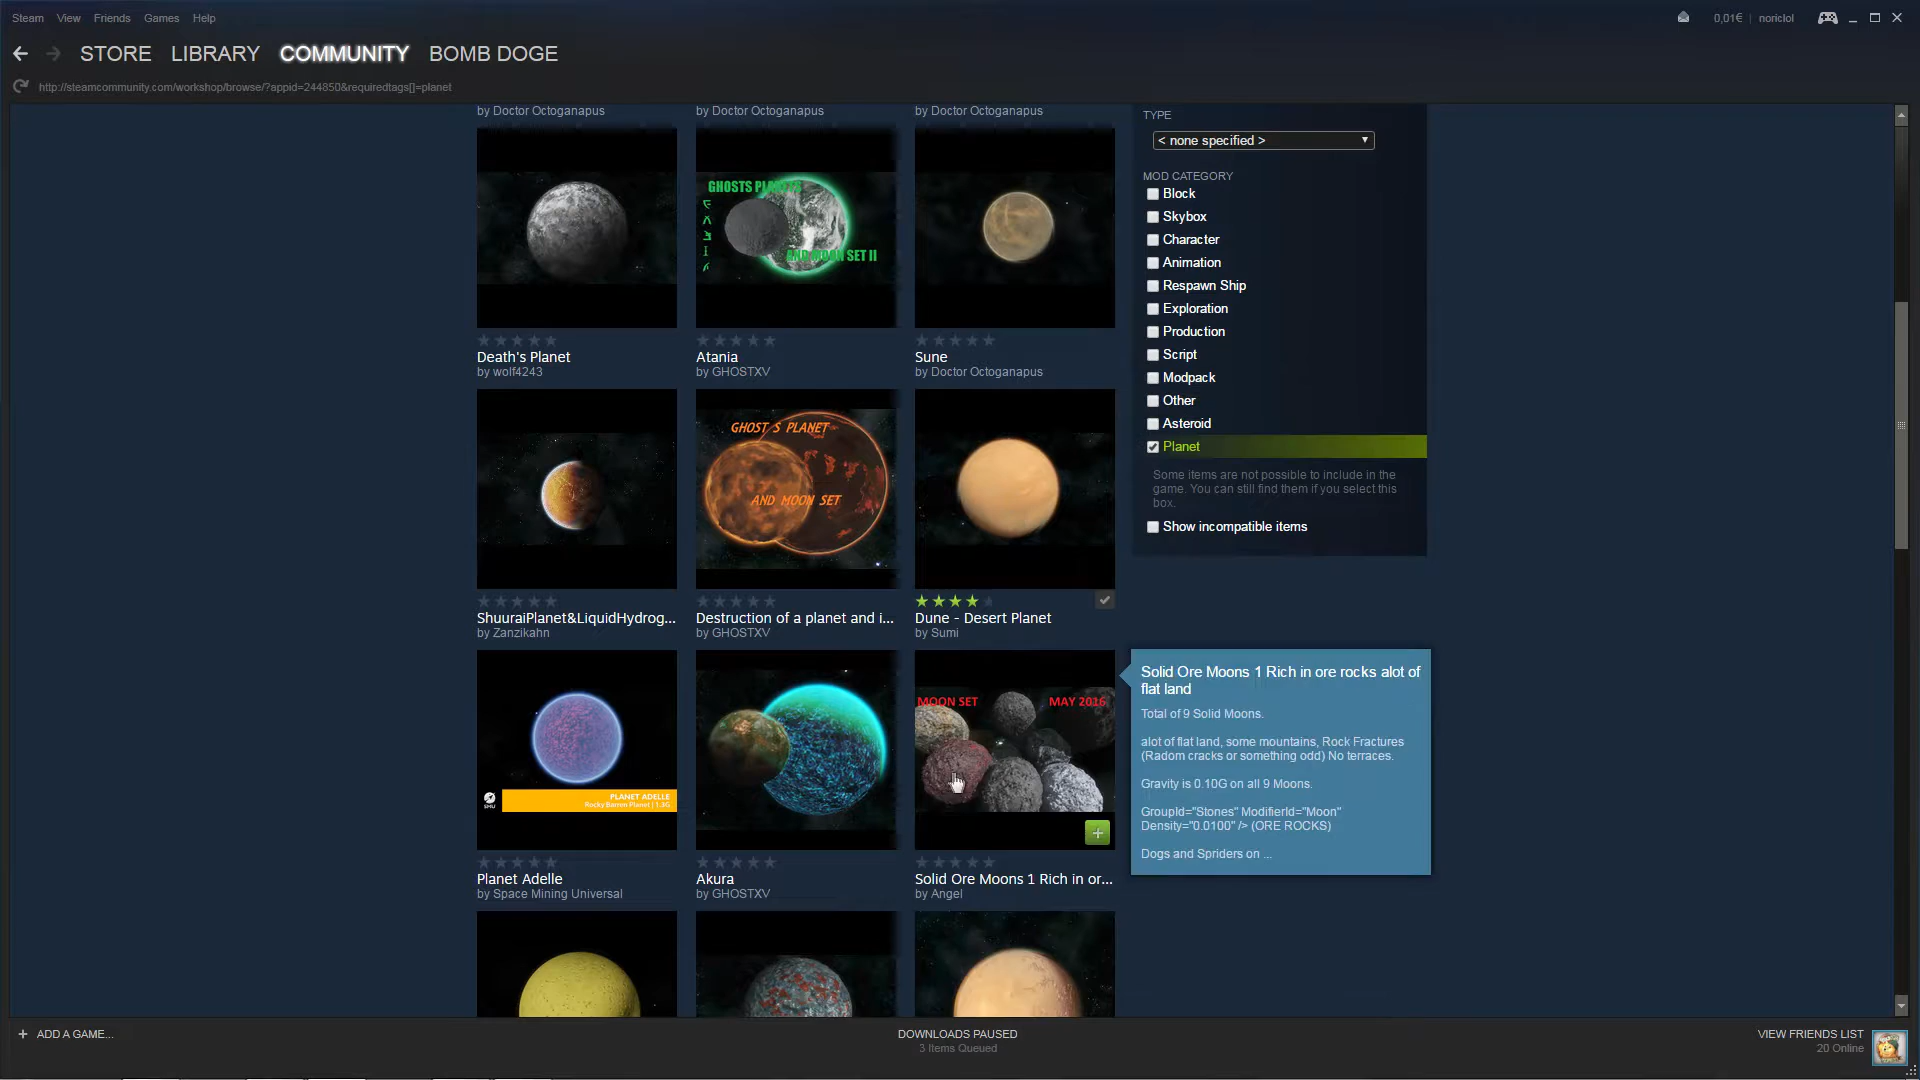 Steam View Friends Games Help
0,01€ | noriclol
STORE LIBRARY COMMUNITY BOMB DOGE
http://steamcommunity.com/workshop/browse/?appid=244850&requiredtags[]=planet
by Doctor Octoganapus
by Doctor Octoganapus
by Doctor Octoganapus
GHOSTS PLANETS
AND MOON SET II
Death's Planet
by wolf4243
Atania
by GHOSTXV
Sune
by Doctor Octoganapus
GHOST S PLANET
AND MOON SET
ShuuraiPlanet&LiquidHydrog...
by Zanzikahn
Destruction of a planet and i...
by GHOSTXV
Dune - Desert Planet
by Sumi
PLANET ADELLE
Rocky Barren Planet | 1.3G
MOON SET MAY 2016
Planet Adelle
by Space Mining Universal
Akura
by GHOSTXV
Solid Ore Moons 1 Rich in or...
by Angel
TYPE
< none specified >
MOD CATEGORY
Block
Skybox
Character
Animation
Respawn Ship
Exploration
Production
Script
Modpack
Other
Asteroid
Planet
Some items are not possible to include in the
game. You can still find them if you select this
box.
Show incompatible items
Solid Ore Moons 1 Rich in ore rocks alot of
flat land
Total of 9 Solid Moons.
alot of flat land, some mountains, Rock Fractures
(Radom cracks or something odd) No terraces.
Gravity is 0.10G on all 9 Moons.
GroupId="Stones" ModifierId="Moon"
Density="0.0100" /> (ORE ROCKS)
Dogs and Spriders on ...
+ ADD A GAME...
DOWNLOADS PAUSED
3 Items Queued
VIEW FRIENDS LIST
20 Online